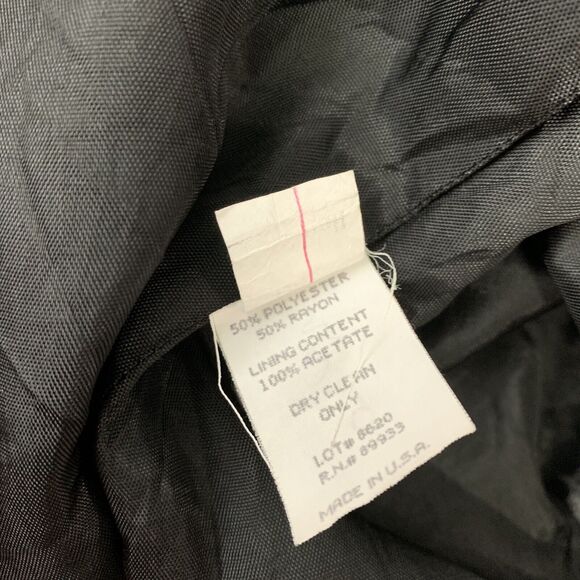 50% POLYESTER
50% RAYON
LINING CONTENT
100% ACETATE
DRY CLEAN
ONLY
LOT# 8620
R.N.# 89933
MADE IN U.S.A.